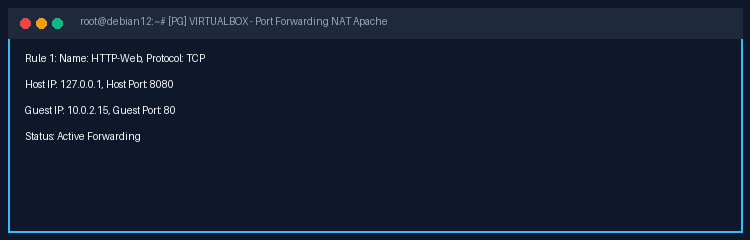 root@debian12:~# [PG] VIRTUALBOX - Port Forwarding NAT Apache
Rule 1: Name: HTTP-Web, Protocol: TCP
Host IP: 127.0.0.1, Host Port: 8080
Guest IP: 10.0.2.15, Guest Port: 80
Status: Active Forwarding